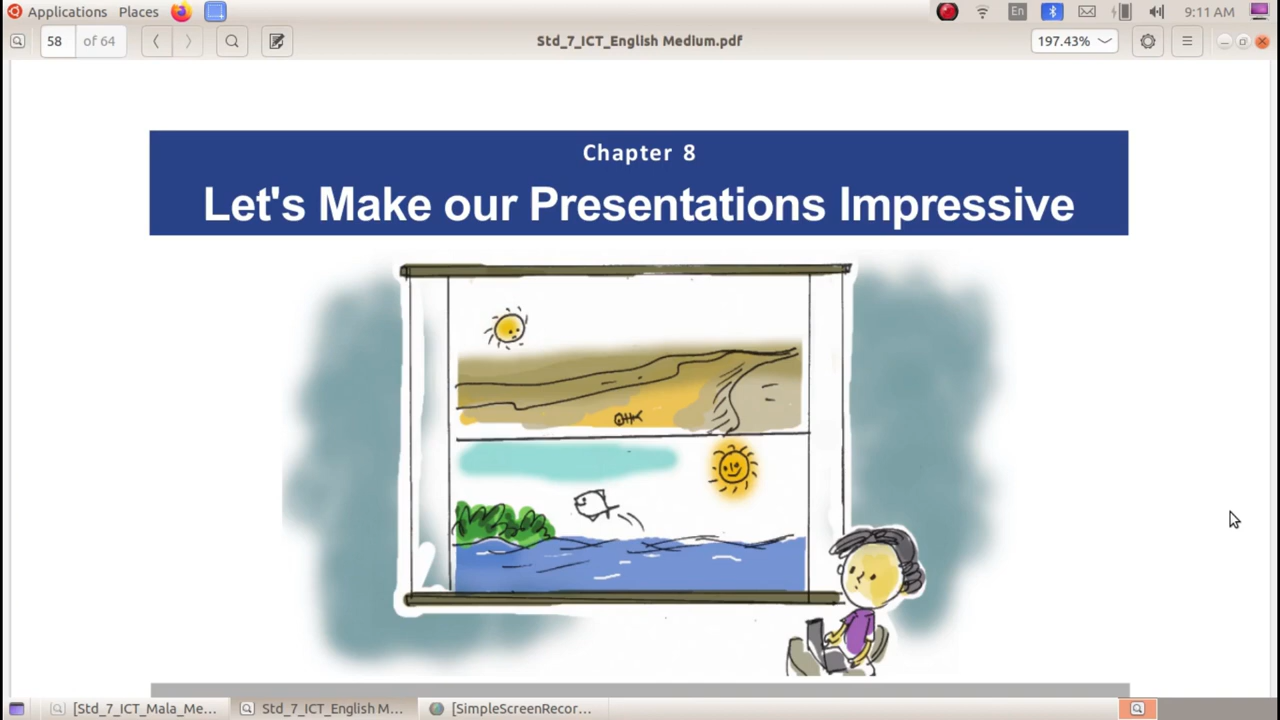 Applications Places En 9:11 AM
58 of 64 Std_7_ICT_English Medium.pdf 197.43%
Chapter 8
Let's Make our Presentations Impressive
[Std_7_ICT_Mala_Me... Std_7_ICT_English M... [SimpleScreenRecor...